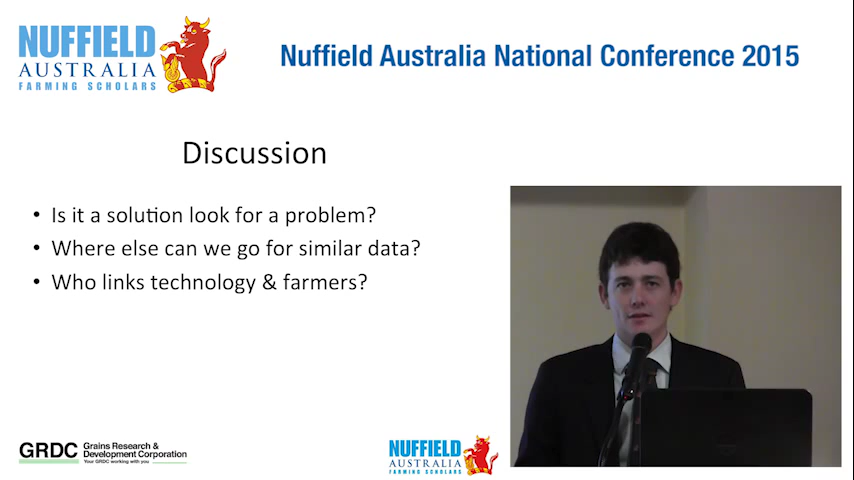 NUFFIELD
AUSTRALIA
FARMING SCHOLARS
Nuffield Australia National Conference 2015
Discussion
• Is it a solution look for a problem?
• Where else can we go for similar data?
• Who links technology & farmers?
GRDC
Grains Research &
Development Corporation
Your GRDC working with you
NUFFIELD
AUSTRALIA
FARMING SCHOLARS